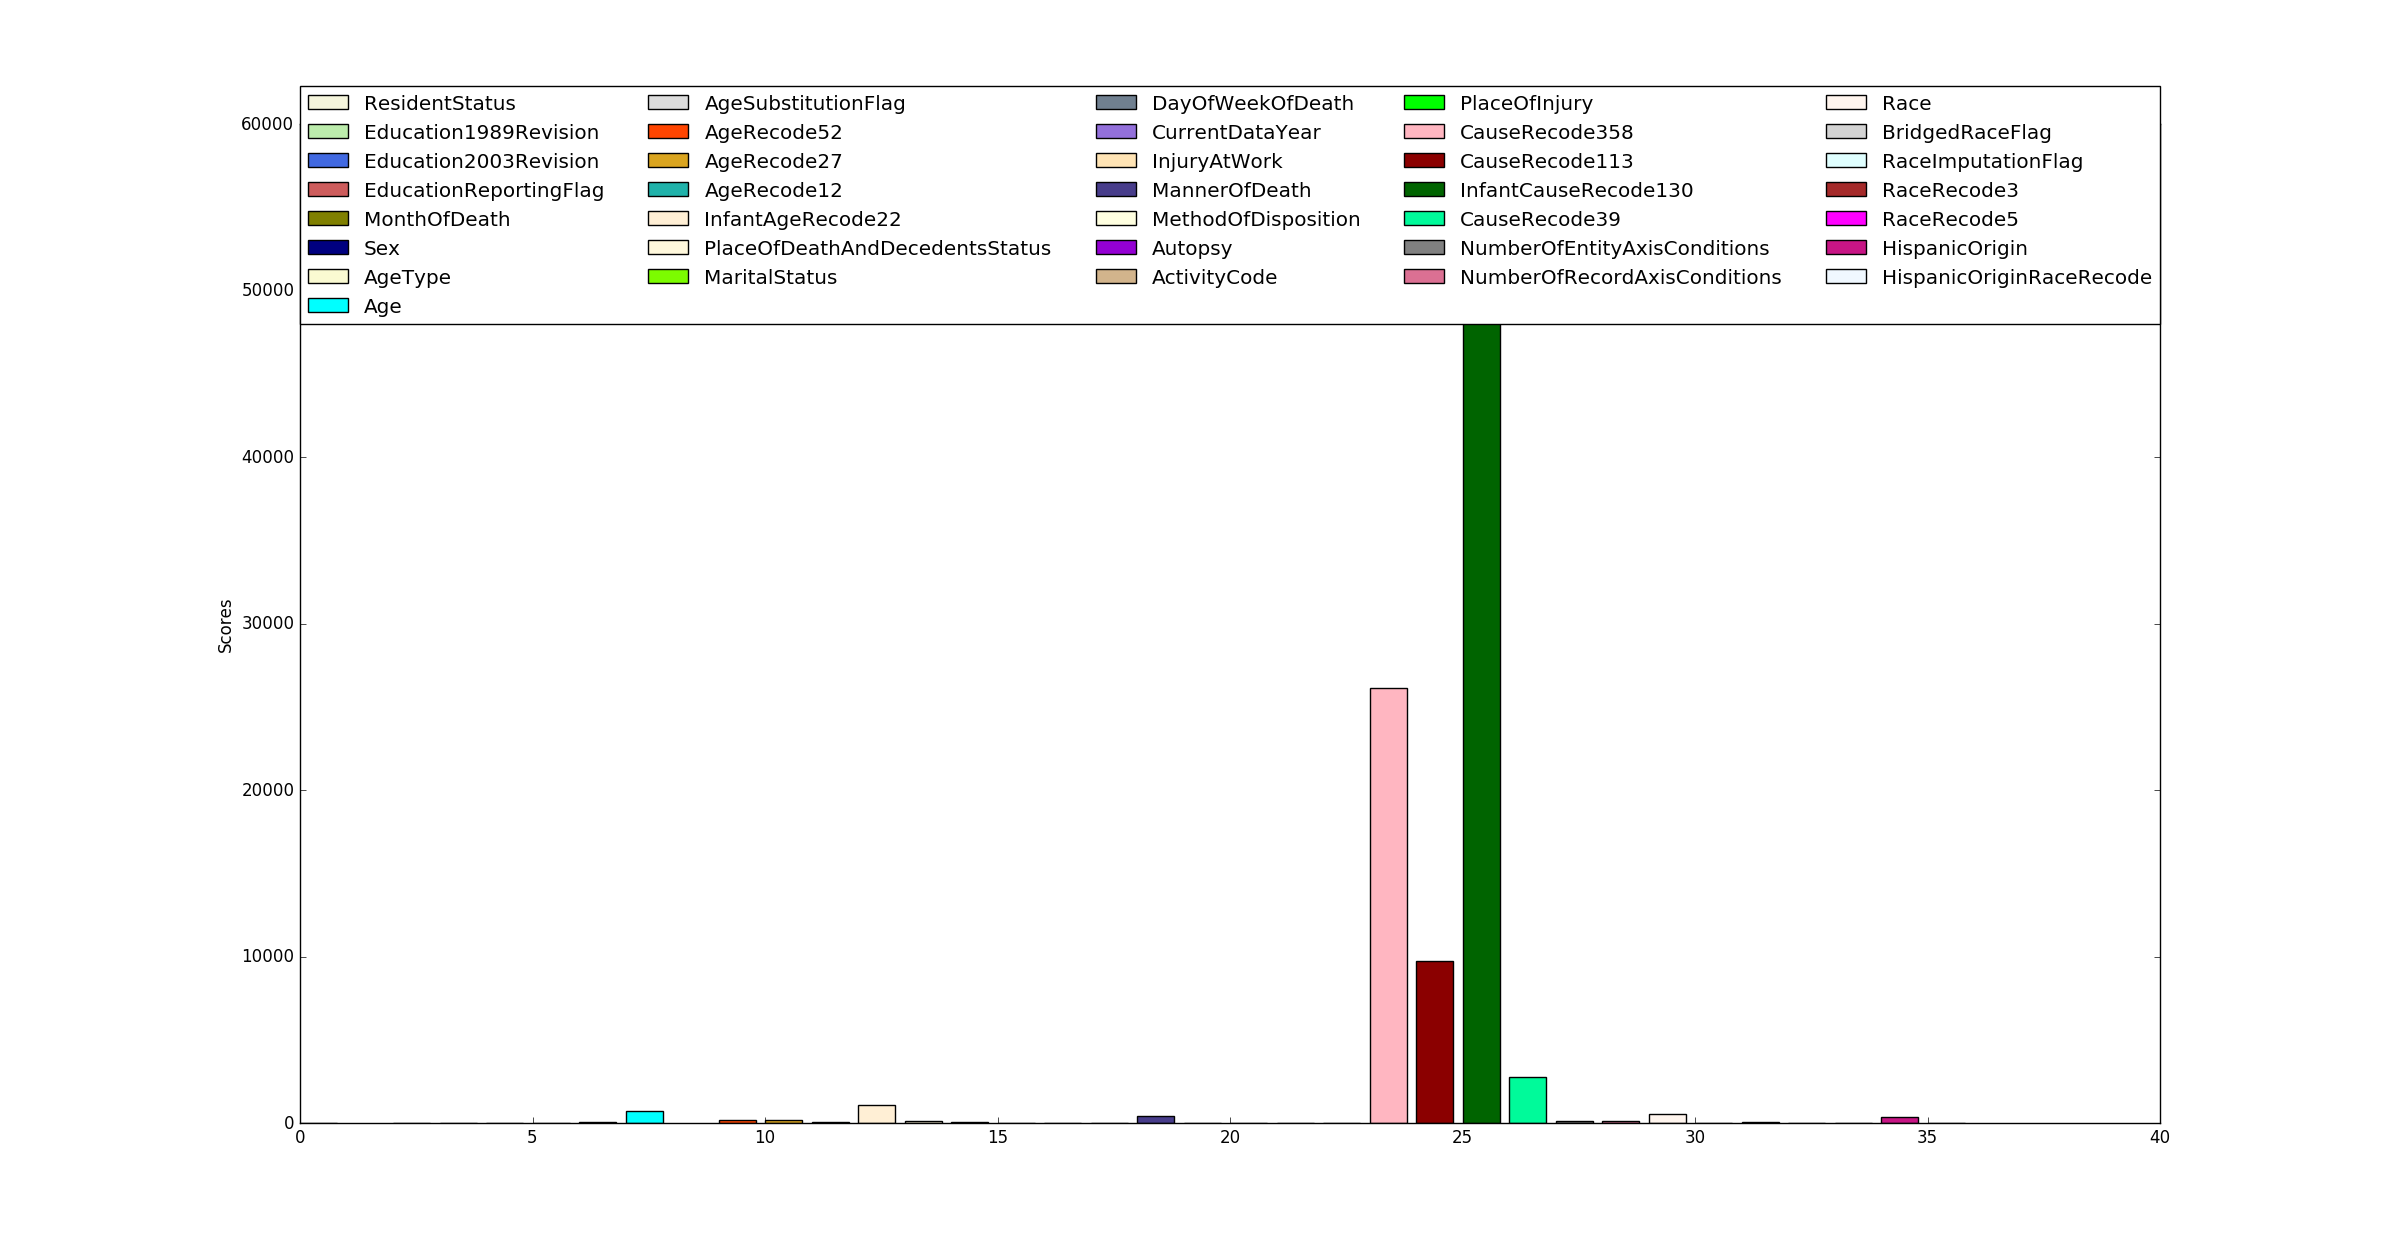 ResidentStatus AgeSubstitutionFlag DayOfWeekOfDeath PlaceOfInjury Race
60000
Education1989Revision AgeRecode52 CurrentDataYear CauseRecode358 BridgedRaceFlag
Education2003Revision AgeRecode27 InjuryAtWork CauseRecode113 RaceImputationFlag
EducationReportingFlag AgeRecode12 MannerOfDeath InfantCauseRecode130 RaceRecode3
MonthOfDeath InfantAgeRecode22 MethodOfDisposition CauseRecode39 RaceRecode5
Sex PlaceOfDeathAndDecedentsStatus Autopsy NumberOfEntityAxisConditions HispanicOrigin
AgeType MaritalStatus ActivityCode NumberOfRecordAxisConditions HispanicOriginRaceRecode
50000
Age
40000
30000
Scores
20000
10000
0
0 5 10 15 20 25 30 35 40